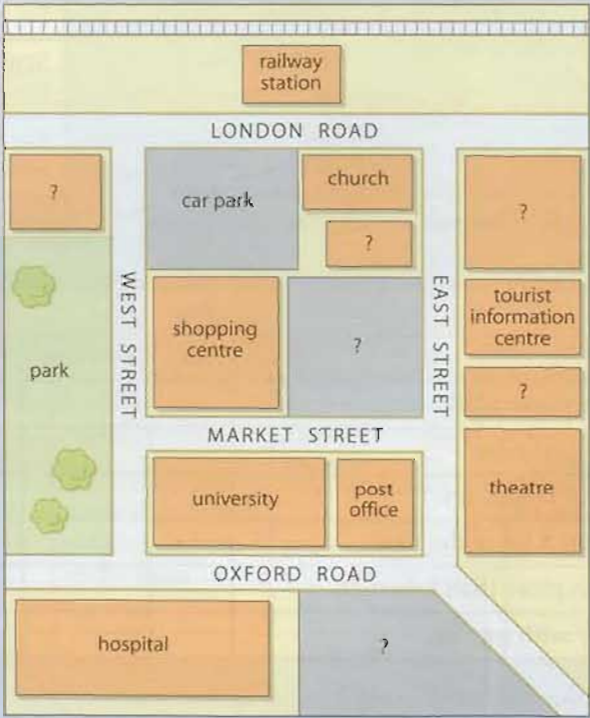 railway
station
LONDON ROAD
?
car park
church
?
?
WEST STREET
EAST STREET
tourist
information
centre
shopping
centre
?
park
?
MARKET STREET
university
post
office
theatre
OXFORD ROAD
hospital
?